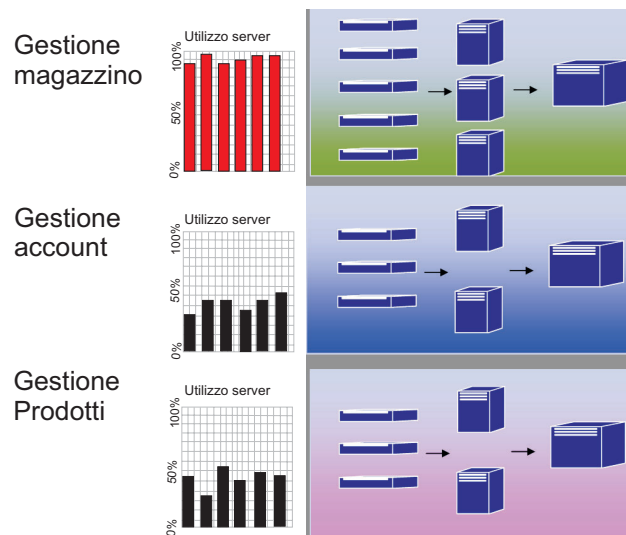 Gestione
magazzino
Utilizzo server
100%
50%
0%
Gestione
account
Utilizzo server
100%
50%
0%
Gestione
Prodotti
Utilizzo server
100%
50%
0%